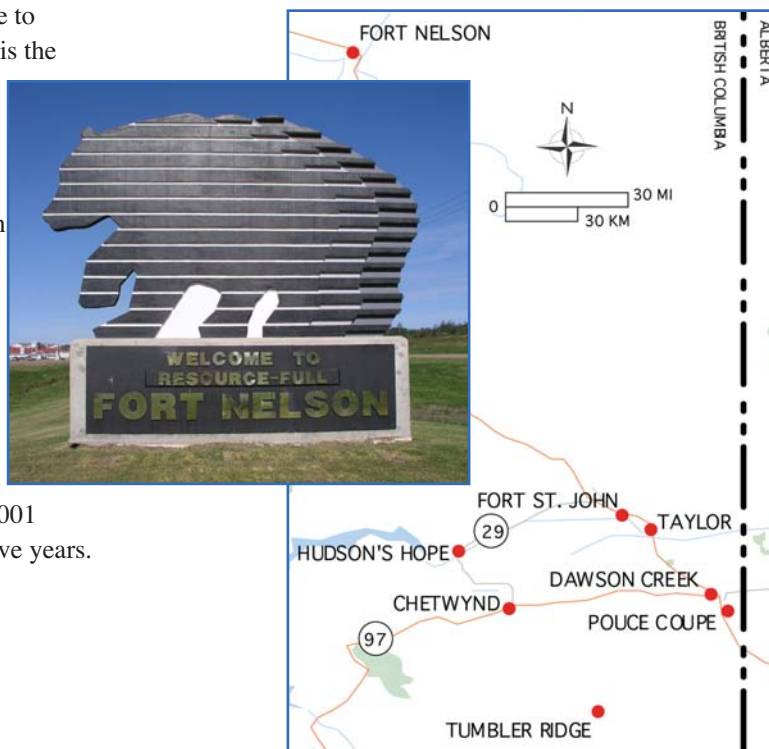 e to
is the
n
001
ve years.
WELCOME TO
RESOURCE-FULL
FORT NELSON
FORT NELSON
BRITISH COLUMBIA
ALBERTA
N
0
30 MI
30 KM
FORT ST. JOHN
TAYLOR
29
HUDSON'S HOPE
DAWSON CREEK
CHETWYND
POUCE COUPE
97
TUMBLER RIDGE